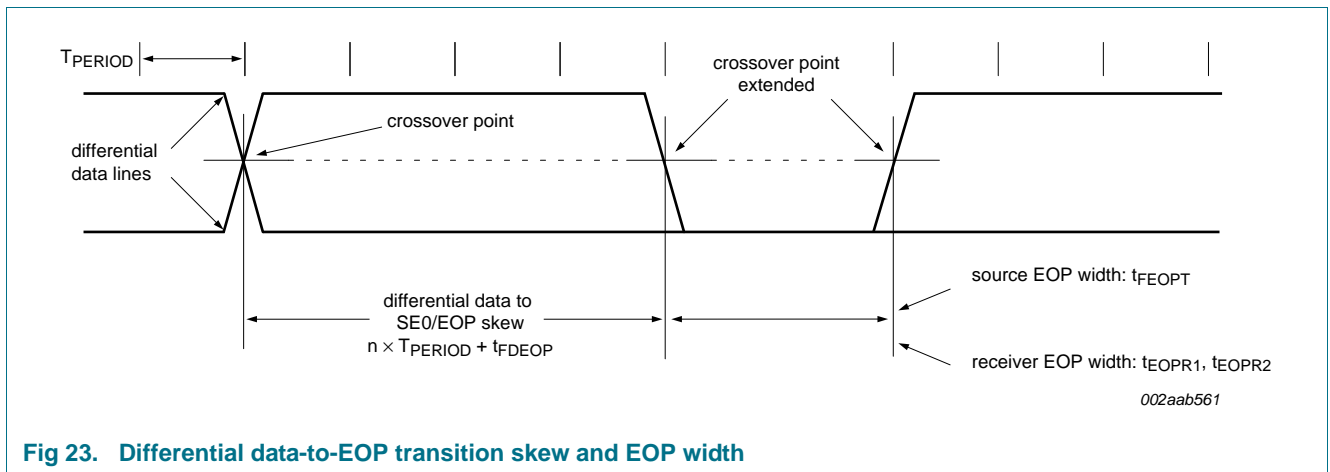 TPERIOD
crossover point
extended
crossover point
differential
data lines
source EOP width: tFEOPT
differential data to
SE0/EOP skew
n × TPERIOD + tFDEOP
receiver EOP width: tEOPR1, tEOPR2
002aab561
Fig 23. Differential data-to-EOP transition skew and EOP width